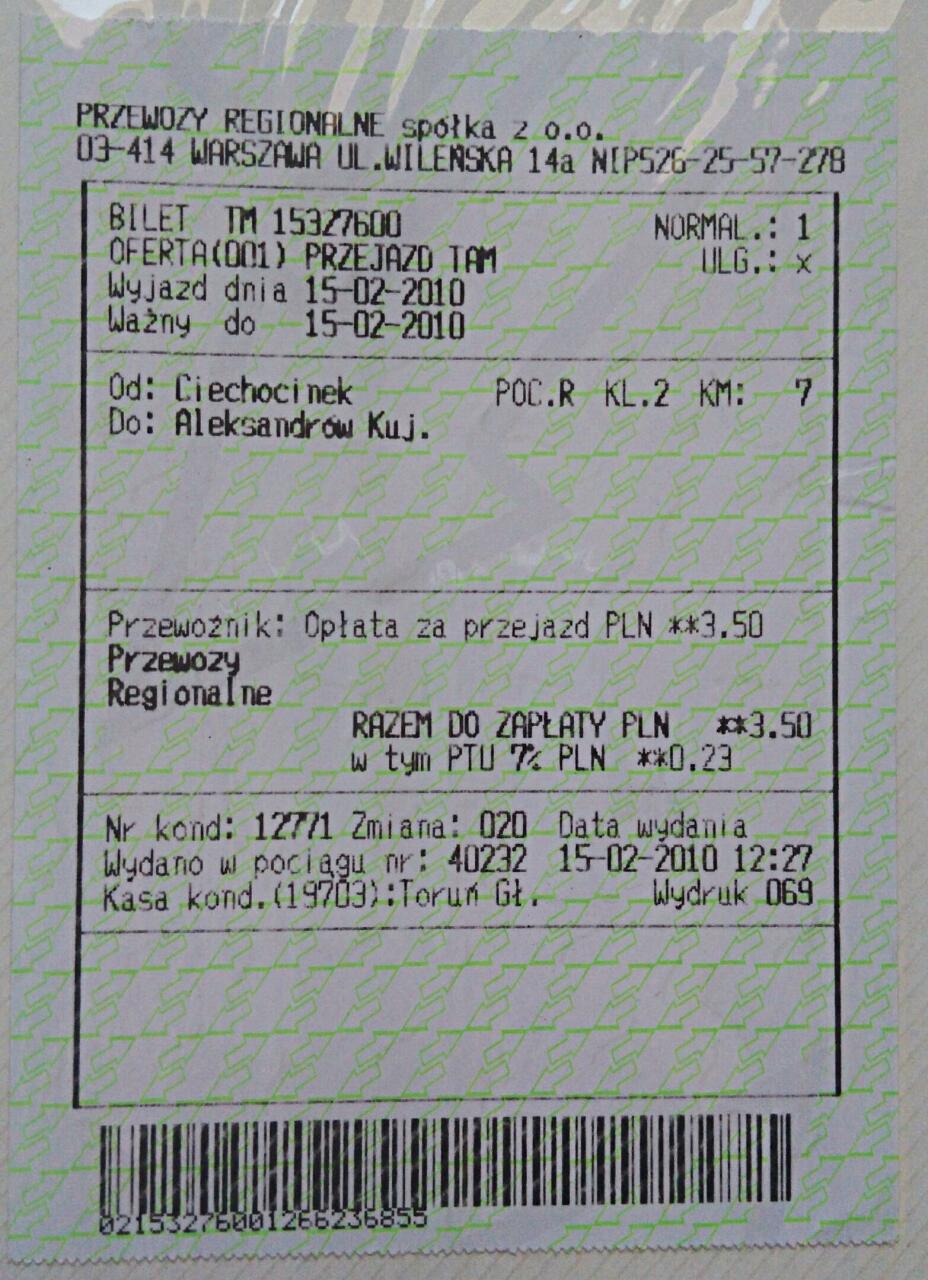 PRZEWOZY REGIONALNE spółka z o.o.
03-414 WARSZAWA UL.WILEŃSKA 14a NIP526-25-57-278
BILET TM 15327600 NORMAL.: 1
OFERTA(001) PRZEJAZD TAM ULG.: x
Wyjazd dnia 15-02-2010
Ważny do 15-02-2010
Od: Ciechocinek POC.R KL.2 KM: 7
Do: Aleksandrów Kuj.
Przewoźnik: Opłata za przejazd PLN **3.50
Przewozy
Regionalne
RAZEM DO ZAPŁATY PLN **3.50
w tym PTU 7% PLN **0.23
Nr kond: 12771 Zmiana: 020 Data wydania
Wydano w pociągu nr: 40232 15-02-2010 12:27
Kasa kond.(19703):Toruń Gł. Wydruk 069
02153276001266236855